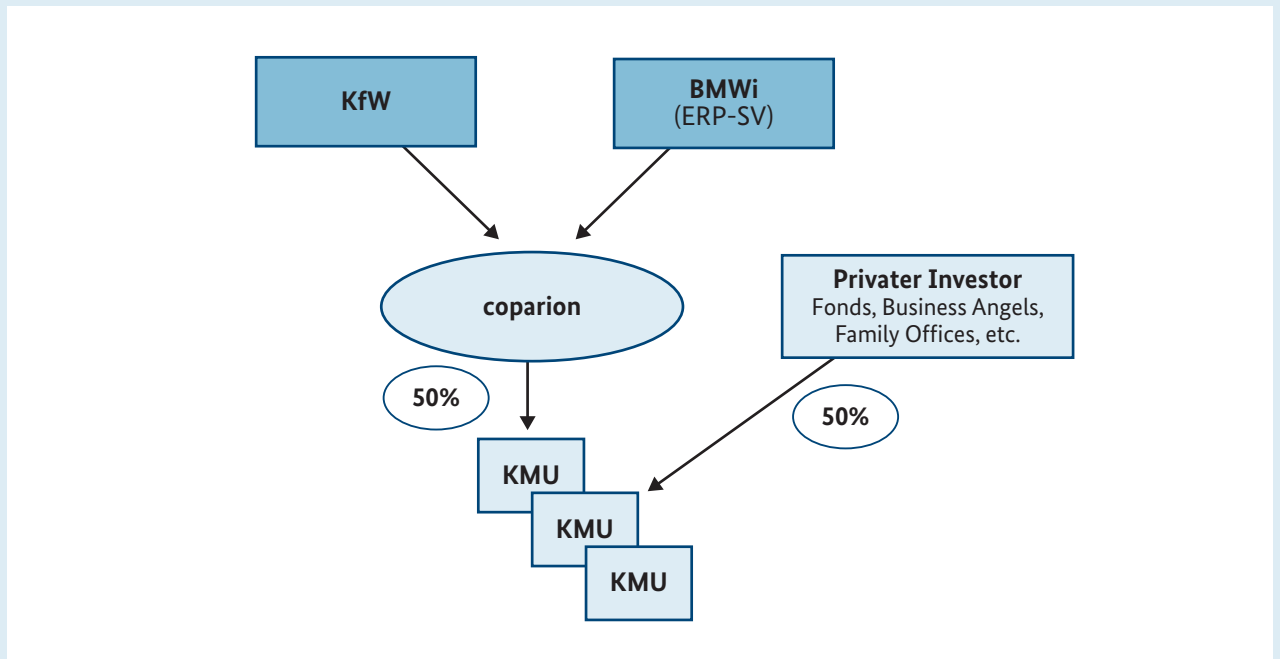 KfW
BMWi
(ERP-SV)
coparion
Privater Investor
Fonds, Business Angels,
Family Offices, etc.
50%
50%
KMU
KMU
KMU